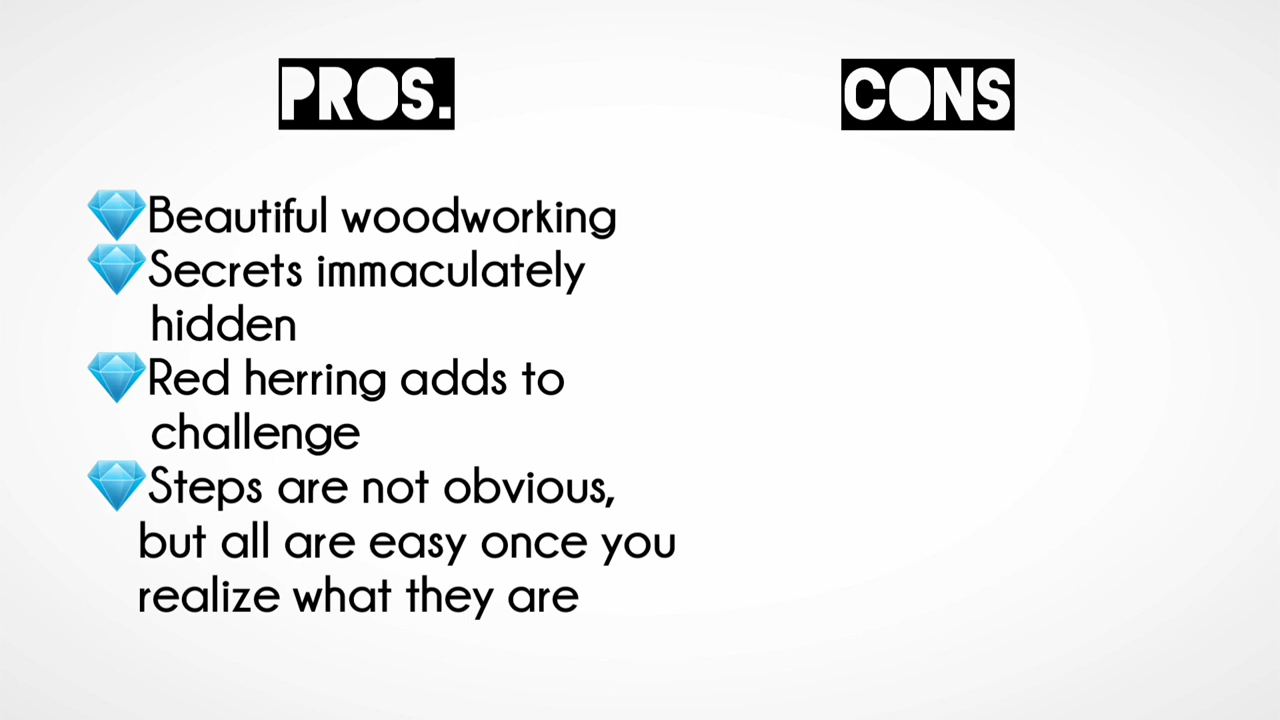 PROS.
CONS
💎Beautiful woodworking
💎Secrets immaculately
hidden
💎Red herring adds to
challenge
💎Steps are not obvious,
but all are easy once you
realize what they are